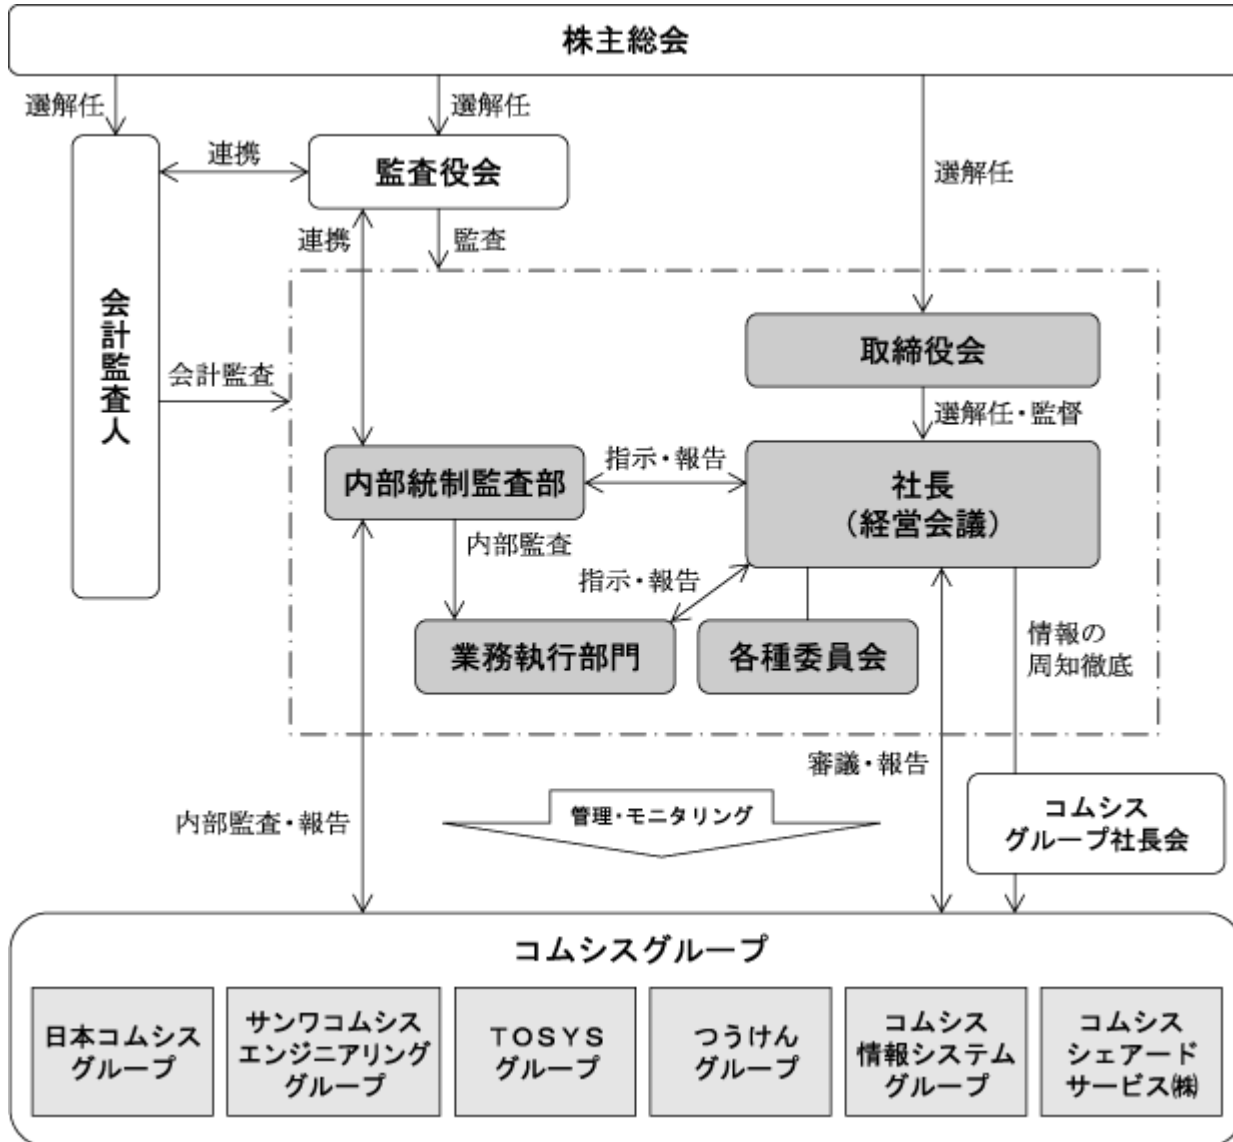 株主総会
選解任
選解任
選解任
連携
監査役会
連携
監査
会計監査人
会計監査
取締役会
選解任・監督
内部統制監査部
指示・報告
社長
（経営会議）
内部監査
指示・報告
業務執行部門
各種委員会
情報の
周知徹底
審議・報告
内部監査・報告
管理・モニタリング
コムシス
グループ社長会
コムシスグループ
日本コムシス
グループ
サンワコムシス
エンジニアリング
グループ
ＴＯＳＹＳ
グループ
つうけん
グループ
コムシス
情報システム
グループ
コムシス
シェアード
サービス㈱